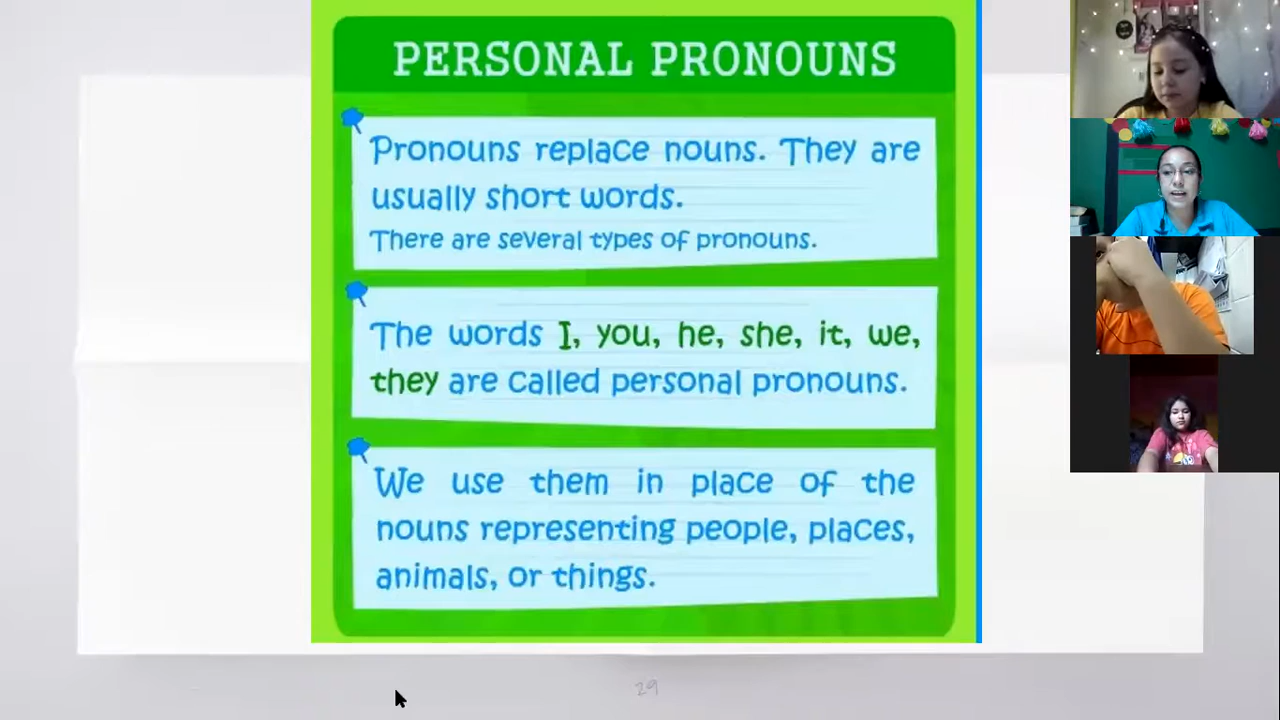 PERSONAL PRONOUNS
Pronouns replace nouns. They are
usually short words.
There are several types of pronouns.
The words I, you, he, she, it, we,
they are called personal pronouns.
We use them in place of the
nouns representing people, places,
animals, or things.
29